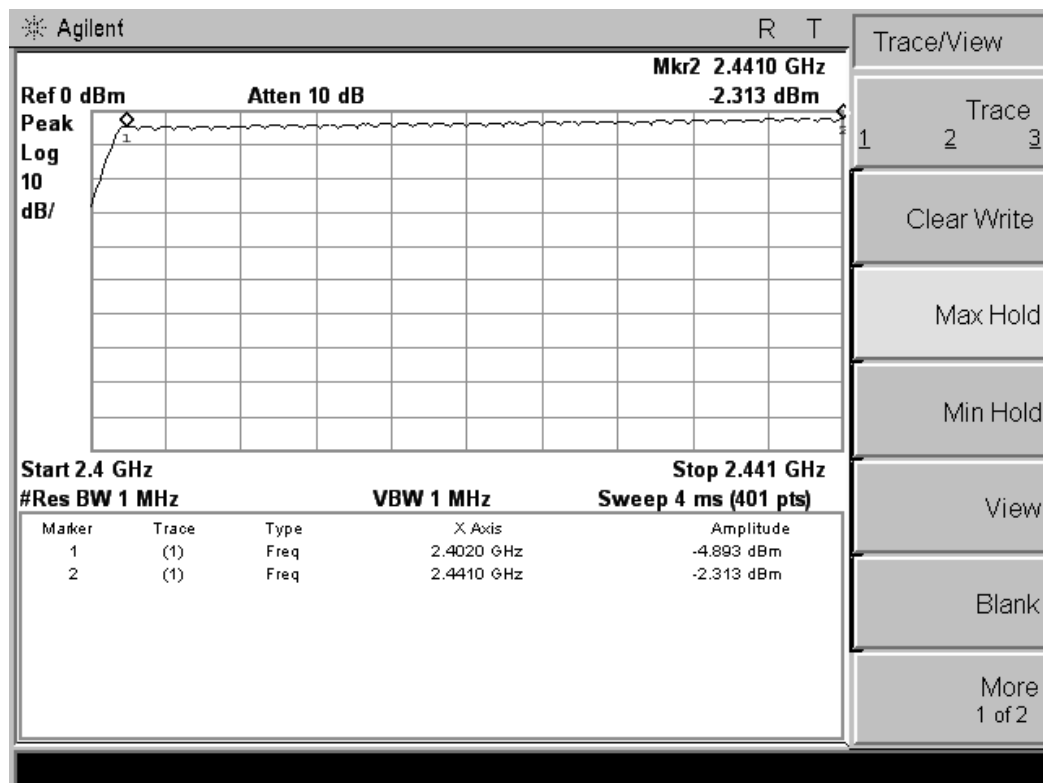 Agilent R T
Trace/View
Mkr2 2.4410 GHz
Ref 0 dBm Atten 10 dB -2.313 dBm
Peak
Log
10
dB/
1
2
Start 2.4 GHz Stop 2.441 GHz
#Res BW 1 MHz VBW 1 MHz Sweep 4 ms (401 pts)
Marker Trace Type X Axis Amplitude
1 (1) Freq 2.4020 GHz -4.893 dBm
2 (1) Freq 2.4410 GHz -2.313 dBm
Trace
1 2 3
Clear Write
Max Hold
Min Hold
View
Blank
More
1 of 2